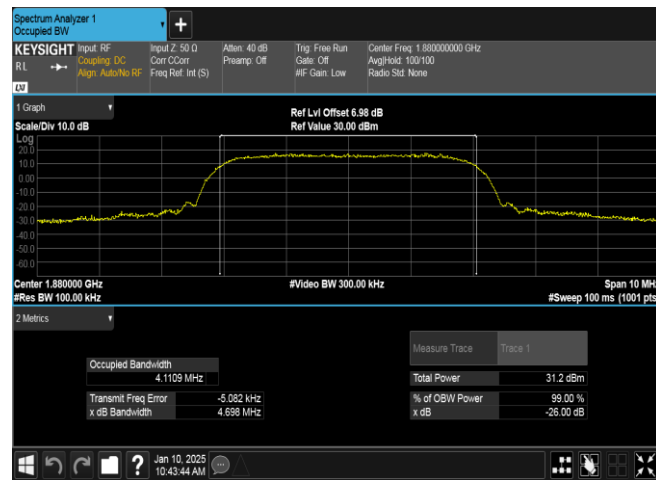 Spectrum Analyzer 1
Occupied BW
+
KEYSIGHT Input: RF Input Z: 50 Ω Atten: 40 dB Trig: Free Run Center Freq: 1.880000000 GHz
RL Coupling: DC Corr CCorr Preamp: Off Gate: Off Avg|Hold: 100/100
Align: Auto/No RF Freq Ref: Int (S) #IF Gain: Low Radio Std: None
LXI
1 Graph
Ref Lvl Offset 6.98 dB
Scale/Div 10.0 dB Ref Value 30.00 dBm
Log
20.0
10.0
0.00
-10.0
-20.0
-30.0
-40.0
-50.0
-60.0
Center 1.880000 GHz #Video BW 300.00 kHz Span 10 MHz
#Res BW 100.00 kHz #Sweep 100 ms (1001 pts)
2 Metrics
Measure Trace Trace 1
Occupied Bandwidth
4.1109 MHz
Total Power 31.2 dBm
Transmit Freq Error -5.082 kHz % of OBW Power 99.00 %
x dB Bandwidth 4.698 MHz x dB -26.00 dB
? Jan 10, 2025
10:43:44 AM